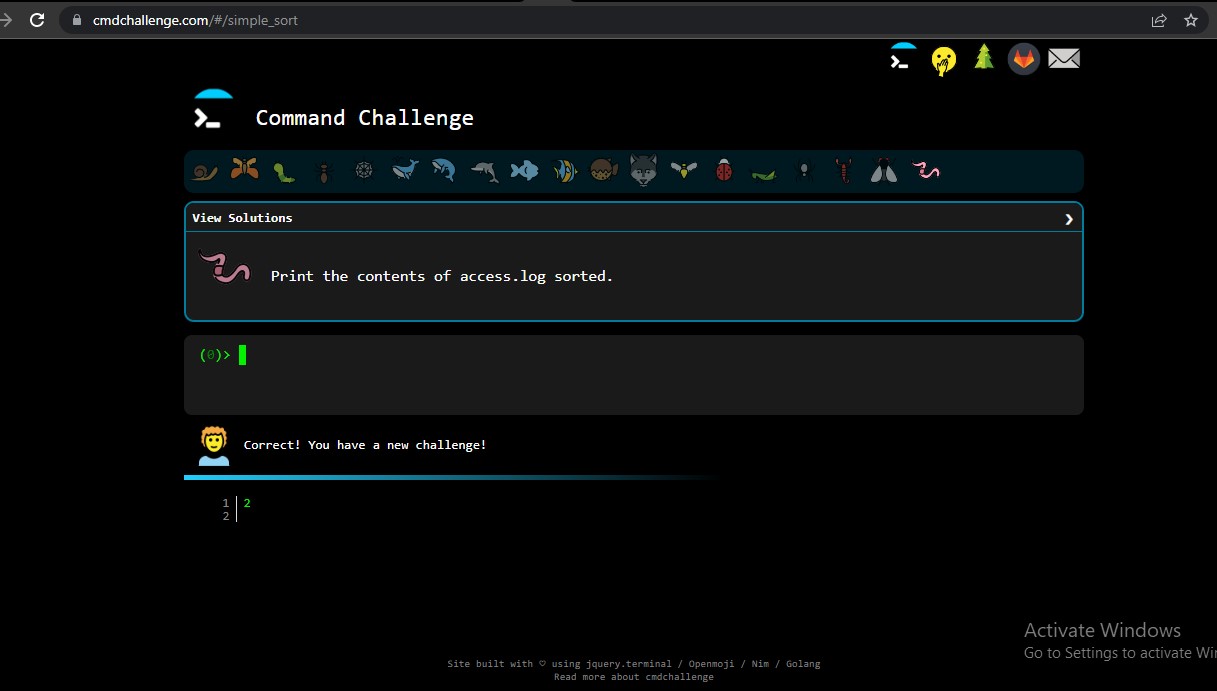 cmdchallenge.com/#/simple_sort
Command Challenge
View Solutions
Print the contents of access.log sorted.
(0)>
Correct! You have a new challenge!
1 2
2
Activate Windows
Go to Settings to activate Win
Site built with ♡ using jquery.terminal / Openmoji / Nim / Golang
Read more about cmdchallenge